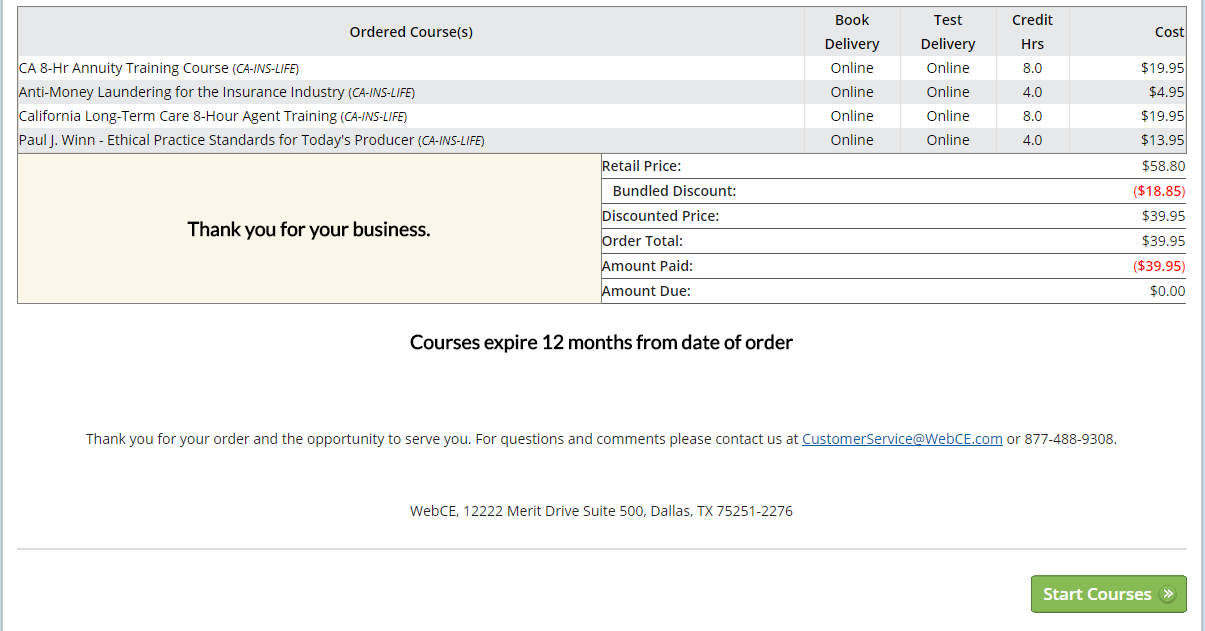 Ordered Course(s) Book Delivery Test Delivery Credit Hrs Cost
CA 8-Hr Annuity Training Course (CA-INS-LIFE) Online Online 8.0 $19.95
Anti-Money Laundering for the Insurance Industry (CA-INS-LIFE) Online Online 4.0 $4.95
California Long-Term Care 8-Hour Agent Training (CA-INS-LIFE) Online Online 8.0 $19.95
Paul J. Winn - Ethical Practice Standards for Today's Producer (CA-INS-LIFE) Online Online 4.0 $13.95
Thank you for your business.
Retail Price: $58.80
Bundled Discount: ($18.85)
Discounted Price: $39.95
Order Total: $39.95
Amount Paid: ($39.95)
Amount Due: $0.00
Courses expire 12 months from date of order
Thank you for your order and the opportunity to serve you. For questions and comments please contact us at CustomerService@WebCE.com or 877-488-9308.
WebCE, 12222 Merit Drive Suite 500, Dallas, TX 75251-2276
Start Courses »